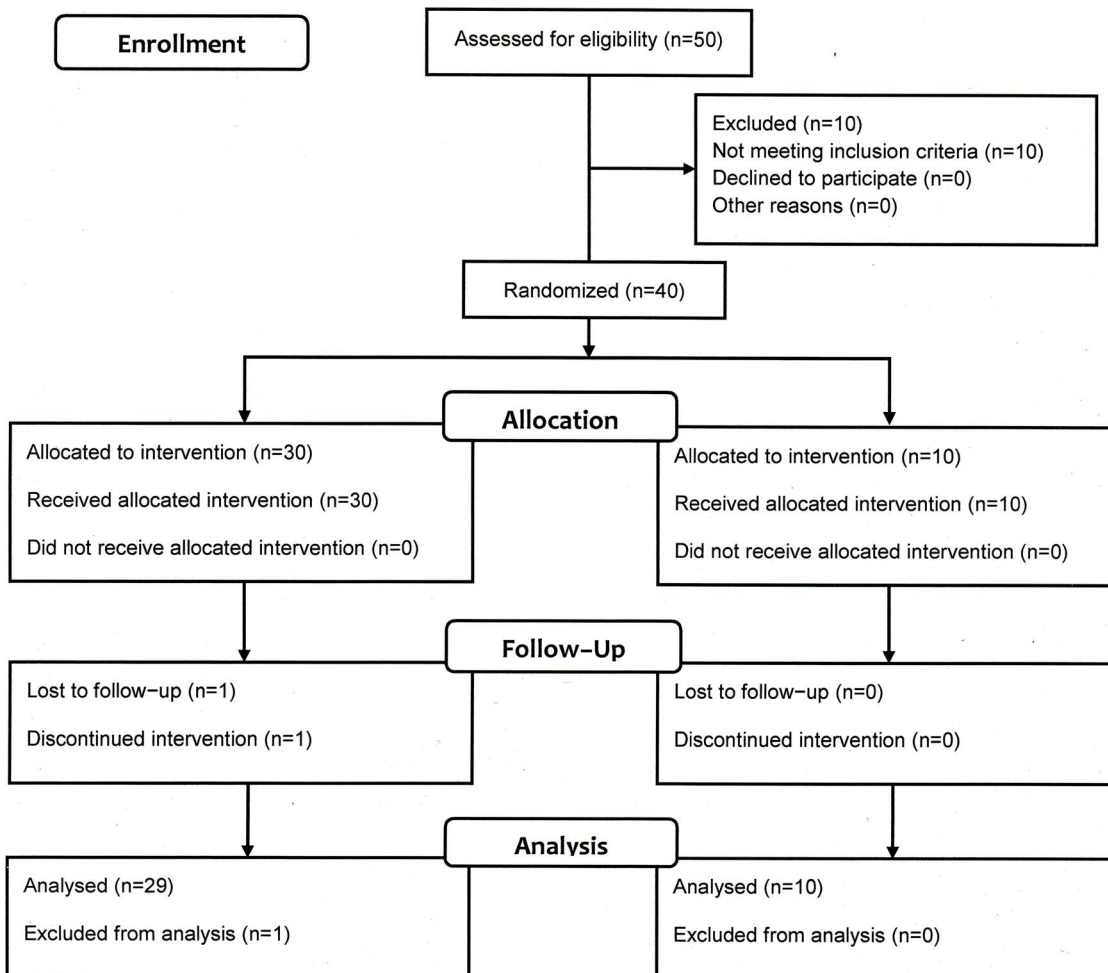 Enrollment
Assessed for eligibility (n=50)
Excluded (n=10)
Not meeting inclusion criteria (n=10)
Declined to participate (n=0)
Other reasons (n=0)
Randomized (n=40)
Allocation
Allocated to intervention (n=30)
Received allocated intervention (n=30)
Did not receive allocated intervention (n=0)
Allocated to intervention (n=10)
Received allocated intervention (n=10)
Did not receive allocated intervention (n=0)
Follow-Up
Lost to follow-up (n=1)
Discontinued intervention (n=1)
Lost to follow-up (n=0)
Discontinued intervention (n=0)
Analysis
Analysed (n=29)
Excluded from analysis (n=1)
Analysed (n=10)
Excluded from analysis (n=0)